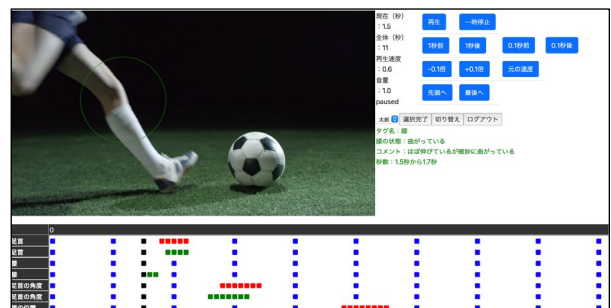 現在（秒）
：1.5
再生 一時停止
全体（秒）
：11
1秒前 1秒後 0.1秒前 0.1秒後
再生速度
：0.6
-0.1倍 +0.1倍 元の速度
音量
：1.0
先頭へ 最後へ
paused
太郎 選択完了 切り替え ログアウト
タグ名：膝
膝の状態：曲がっている
コメント：ほぼ伸びているが微妙に曲がっている
秒数：1.5秒から1.7秒
0
足首
足首
膝
膝
足首の角度
足首の角度
の位置